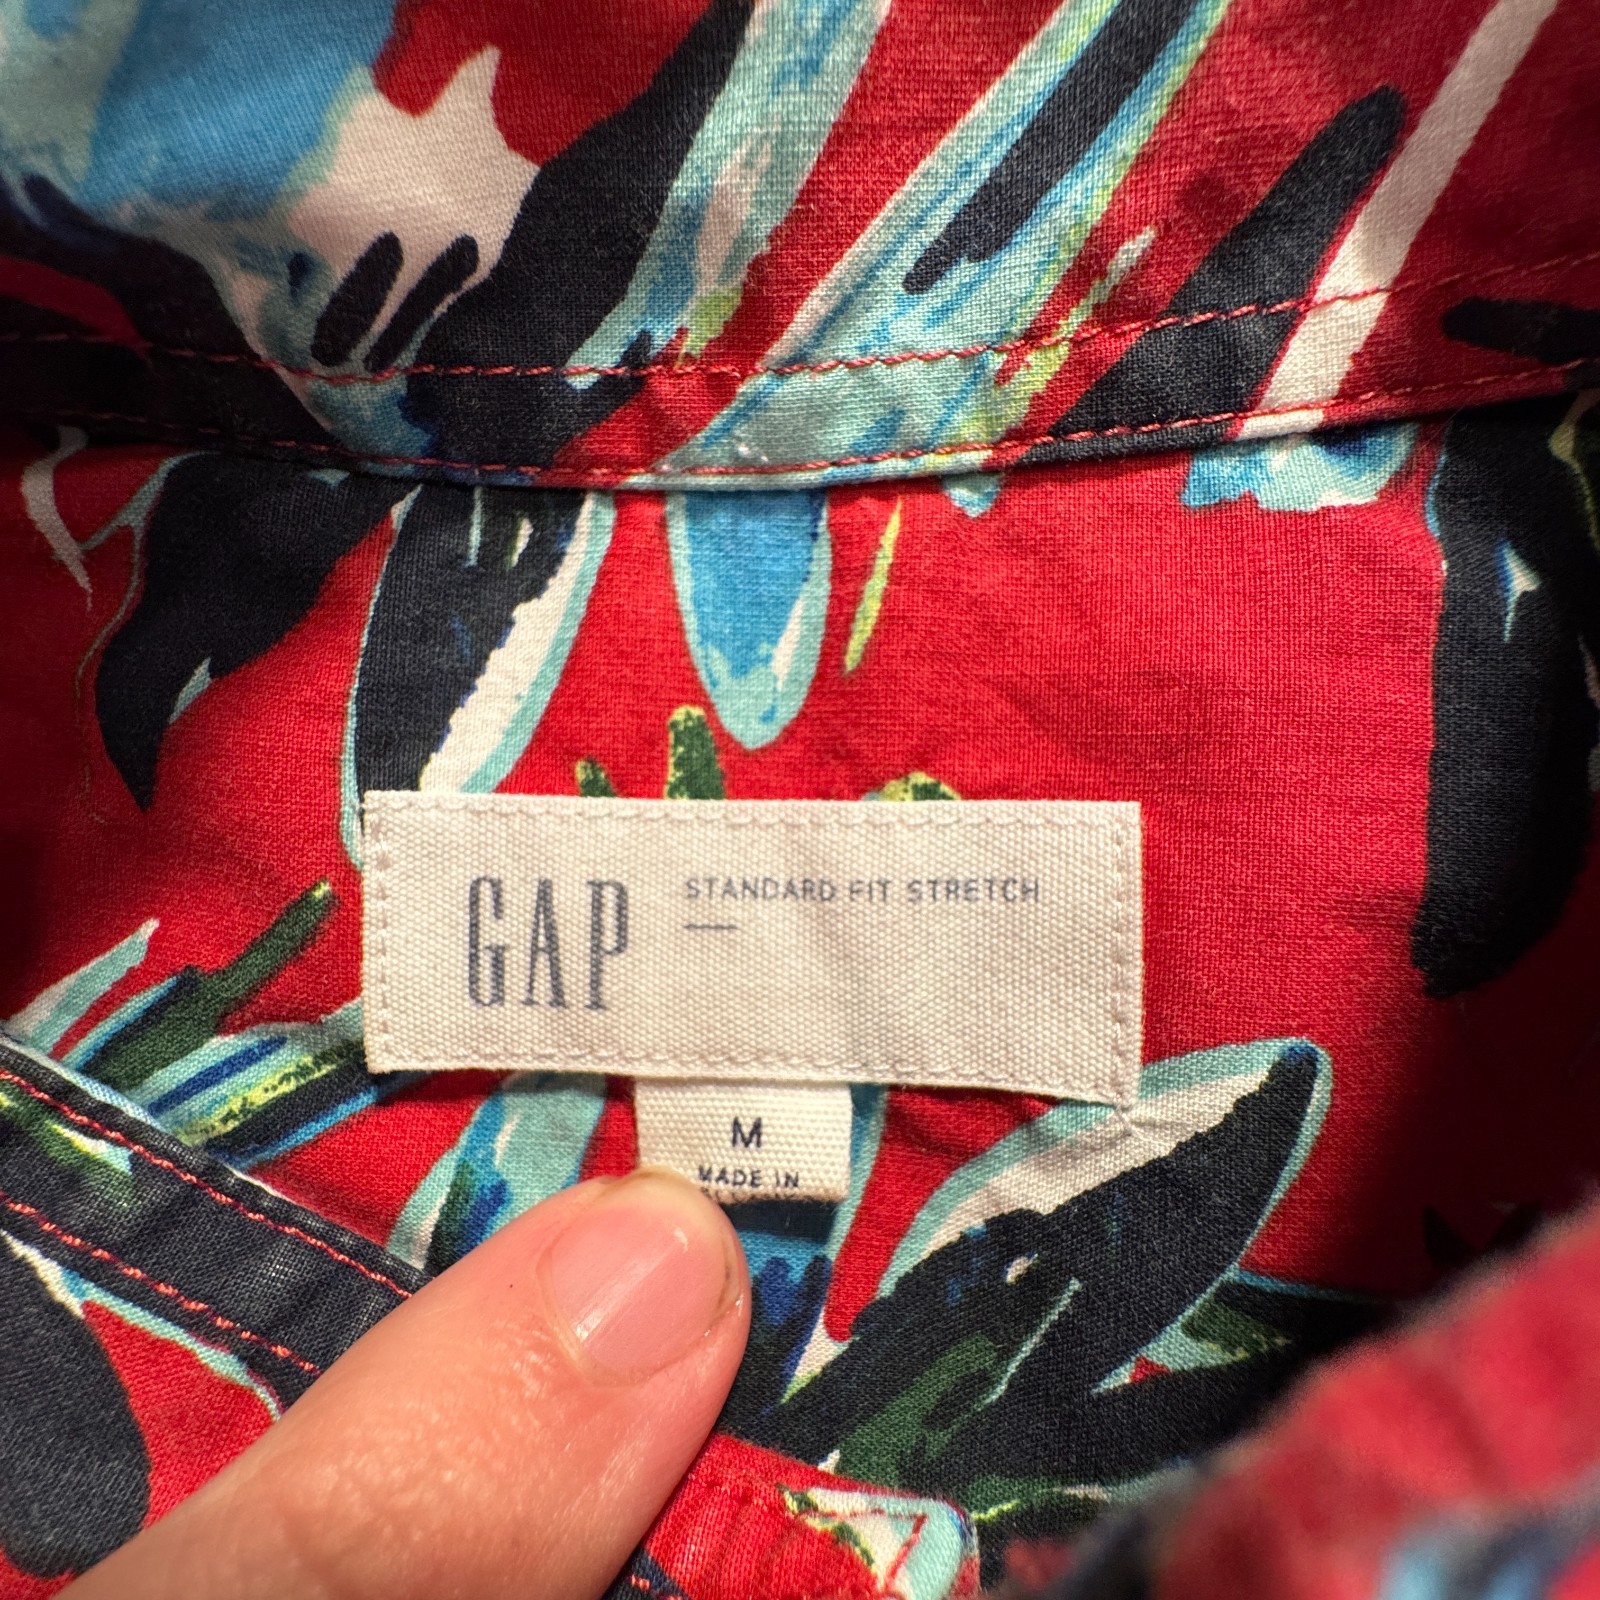 GAP
STANDARD FIT STRETCH
M
MADE IN